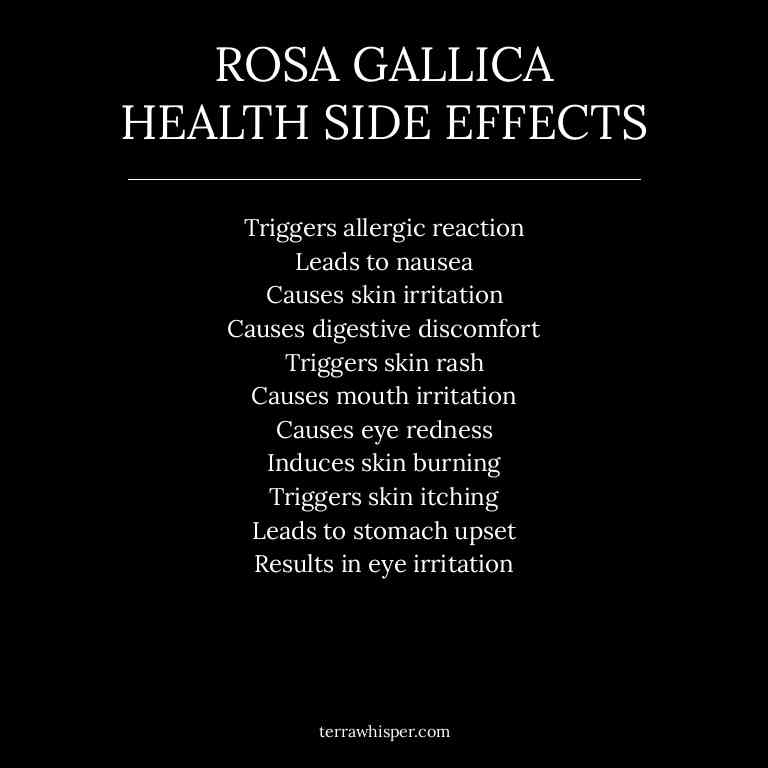 ROSA GALLICA
HEALTH SIDE EFFECTS
Triggers allergic reaction
Leads to nausea
Causes skin irritation
Causes digestive discomfort
Triggers skin rash
Causes mouth irritation
Causes eye redness
Induces skin burning
Triggers skin itching
Leads to stomach upset
Results in eye irritation
terrawhisper.com